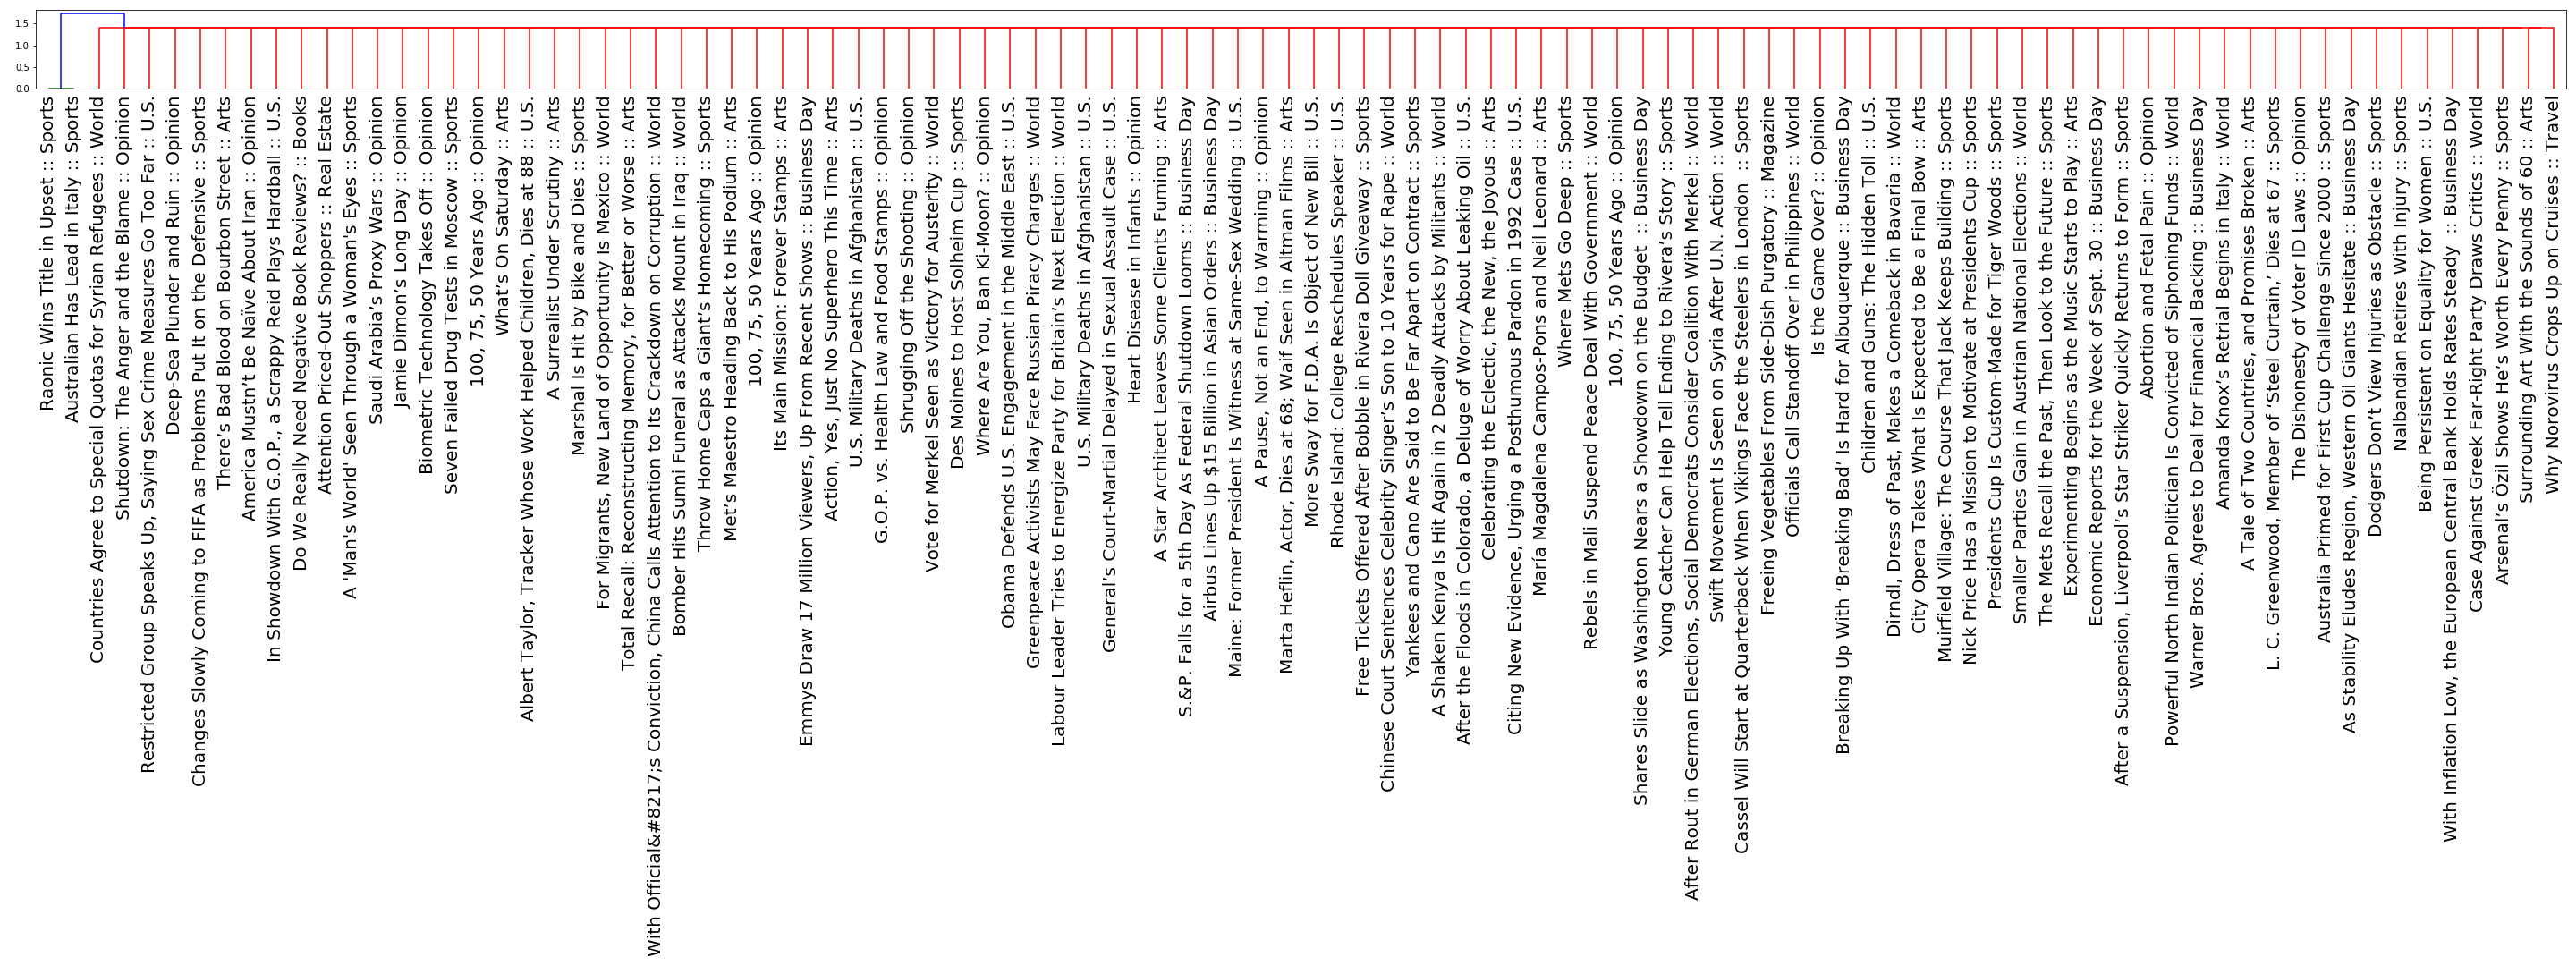 1.5
1.0
0.5
0.0
Raonic Wins Title in Upset :: Sports
Australian Has Lead in Italy :: Sports
Countries Agree to Special Quotas for Syrian Refugees :: World
Shutdown: The Anger and the Blame :: Opinion
Restricted Group Speaks Up, Saying Sex Crime Measures Go Too Far :: U.S.
Deep-Sea Plunder and Ruin :: Opinion
Changes Slowly Coming to FIFA as Problems Put It on the Defensive :: Sports
There’s Bad Blood on Bourbon Street :: Arts
America Mustn’t Be Naïve About Iran :: Opinion
In Showdown With G.O.P., a Scrappy Reid Plays Hardball :: U.S.
Do We Really Need Negative Book Reviews? :: Books
Attention Priced-Out Shoppers :: Real Estate
A 'Man's World' Seen Through a Woman's Eyes :: Sports
Saudi Arabia’s Proxy Wars :: Opinion
Jamie Dimon’s Long Day :: Opinion
Biometric Technology Takes Off :: Opinion
Seven Failed Drug Tests in Moscow :: Sports
100, 75, 50 Years Ago :: Opinion
What’s On Saturday :: Arts
Albert Taylor, Tracker Whose Work Helped Children, Dies at 88 :: U.S.
A Surrealist Under Scrutiny :: Arts
Marshal Is Hit by Bike and Dies :: Sports
For Migrants, New Land of Opportunity Is Mexico :: World
Total Recall: Reconstructing Memory, for Better or Worse :: Arts
With Official&#8217;s Conviction, China Calls Attention to Its Crackdown on Corruption :: World
Bomber Hits Sunni Funeral as Attacks Mount in Iraq :: World
Throw Home Caps a Giant’s Homecoming :: Sports
Met’s Maestro Heading Back to His Podium :: Arts
100, 75, 50 Years Ago :: Opinion
Its Main Mission: Forever Stamps :: Arts
Emmys Draw 17 Million Viewers, Up From Recent Shows :: Business Day
Action, Yes, Just No Superhero This Time :: Arts
U.S. Military Deaths in Afghanistan :: U.S.
G.O.P. vs. Health Law and Food Stamps :: Opinion
Shrugging Off the Shooting :: Opinion
Vote for Merkel Seen as Victory for Austerity :: World
Des Moines to Host Solheim Cup :: Sports
Where Are You, Ban Ki-Moon? :: Opinion
Obama Defends U.S. Engagement in the Middle East :: U.S.
Greenpeace Activists May Face Russian Piracy Charges :: World
Labour Leader Tries to Energize Party for Britain’s Next Election :: World
U.S. Military Deaths in Afghanistan :: U.S.
General’s Court-Martial Delayed in Sexual Assault Case :: U.S.
Heart Disease in Infants :: Opinion
A Star Architect Leaves Some Clients Fuming :: Arts
S.&P. Falls for a 5th Day As Federal Shutdown Looms :: Business Day
Airbus Lines Up $15 Billion in Asian Orders :: Business Day
Maine: Former President Is Witness at Same-Sex Wedding :: U.S.
A Pause, Not an End, to Warming :: Opinion
Marta Heflin, Actor, Dies at 68; Waif Seen in Altman Films :: Arts
More Sway for F.D.A. Is Object of New Bill :: U.S.
Rhode Island: College Reschedules Speaker :: U.S.
Free Tickets Offered After Bobble in Rivera Doll Giveaway :: Sports
Chinese Court Sentences Celebrity Singer’s Son to 10 Years for Rape :: World
Yankees and Cano Are Said to Be Far Apart on Contract :: Sports
A Shaken Kenya Is Hit Again in 2 Deadly Attacks by Militants :: World
After the Floods in Colorado, a Deluge of Worry About Leaking Oil :: U.S.
Celebrating the Eclectic, the New, the Joyous :: Arts
Citing New Evidence, Urging a Posthumous Pardon in 1992 Case :: U.S.
María Magdalena Campos-Pons and Neil Leonard :: Arts
Where Mets Go Deep :: Sports
Rebels in Mali Suspend Peace Deal With Government :: World
100, 75, 50 Years Ago :: Opinion
Shares Slide as Washington Nears a Showdown on the Budget :: Business Day
Young Catcher Can Help Tell Ending to Rivera’s Story :: Sports
After Rout in German Elections, Social Democrats Consider Coalition With Merkel :: World
Swift Movement Is Seen on Syria After U.N. Action :: World
Cassel Will Start at Quarterback When Vikings Face the Steelers in London :: Sports
Freeing Vegetables From Side-Dish Purgatory :: Magazine
Officials Call Standoff Over in Philippines :: World
Is the Game Over? :: Opinion
Breaking Up With ‘Breaking Bad’ Is Hard for Albuquerque :: Business Day
Children and Guns: The Hidden Toll :: U.S.
Dirndl, Dress of Past, Makes a Comeback in Bavaria :: World
City Opera Takes What Is Expected to Be a Final Bow :: Arts
Muirfield Village: The Course That Jack Keeps Building :: Sports
Nick Price Has a Mission to Motivate at Presidents Cup :: Sports
Presidents Cup Is Custom-Made for Tiger Woods :: Sports
Smaller Parties Gain in Austrian National Elections :: World
The Mets Recall the Past, Then Look to the Future :: Sports
Experimenting Begins as the Music Starts to Play :: Arts
Economic Reports for the Week of Sept. 30 :: Business Day
After a Suspension, Liverpool’s Star Striker Quickly Returns to Form :: Sports
Abortion and Fetal Pain :: Opinion
Powerful North Indian Politician Is Convicted of Siphoning Funds :: World
Warner Bros. Agrees to Deal for Financial Backing :: Business Day
Amanda Knox’s Retrial Begins in Italy :: World
A Tale of Two Countries, and Promises Broken :: Arts
L. C. Greenwood, Member of ‘Steel Curtain,’ Dies at 67 :: Sports
The Dishonesty of Voter ID Laws :: Opinion
Australia Primed for First Cup Challenge Since 2000 :: Sports
As Stability Eludes Region, Western Oil Giants Hesitate :: Business Day
Dodgers Don’t View Injuries as Obstacle :: Sports
Nalbandian Retires With Injury :: Sports
Being Persistent on Equality for Women :: U.S.
With Inflation Low, the European Central Bank Holds Rates Steady :: Business Day
Case Against Greek Far-Right Party Draws Critics :: World
Arsenal’s Özil Shows He’s Worth Every Penny :: Sports
Surrounding Art With the Sounds of 60 :: Arts
Why Norovirus Crops Up on Cruises :: Travel